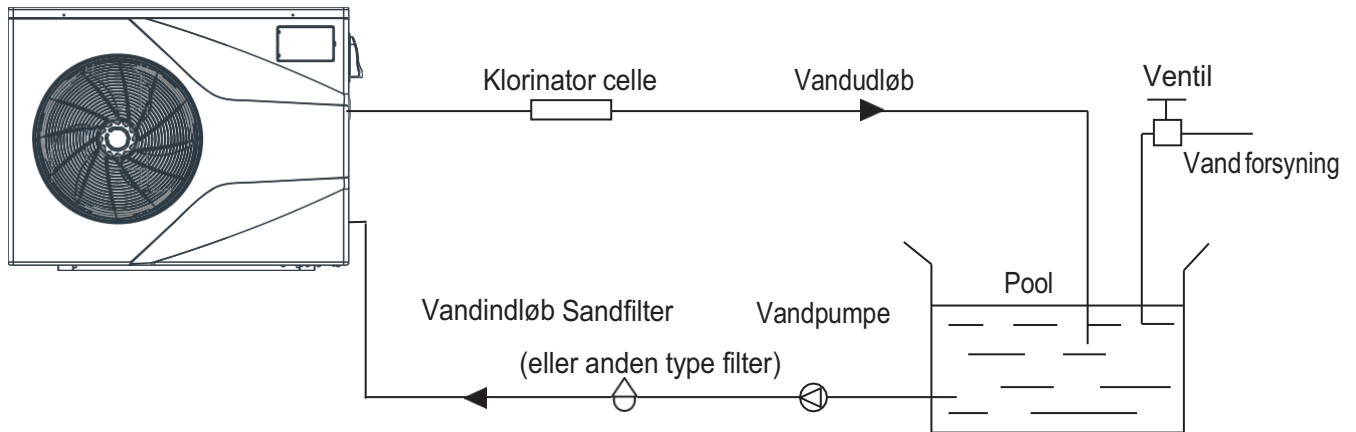 Klorinator celle
Vandudløb
Ventil
Vand forsyning
Pool
Vandindløb Sandfilter
Vandpumpe
(eller anden type filter)